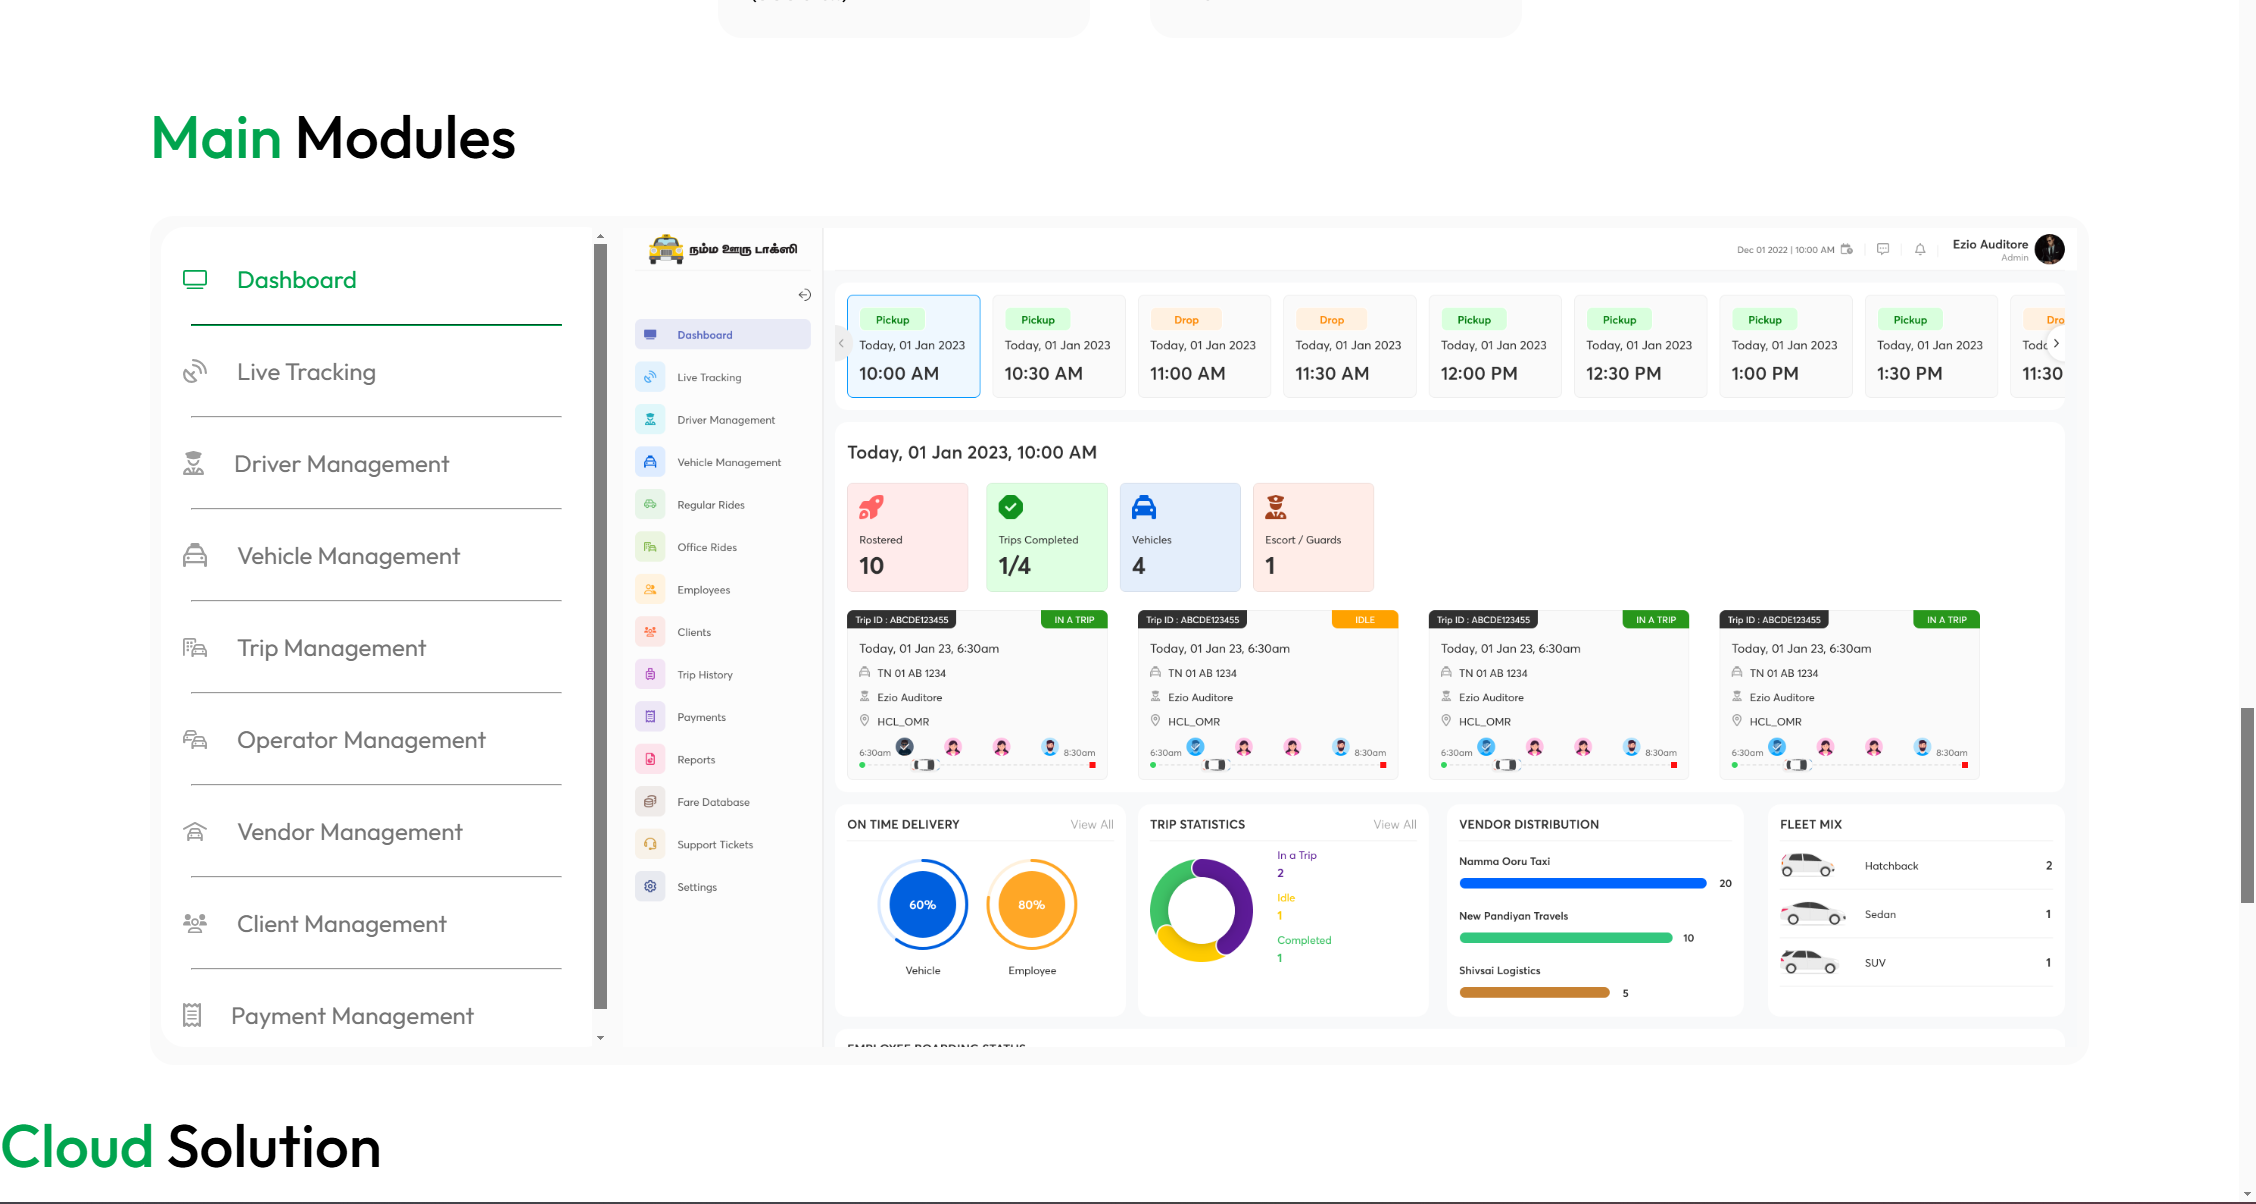 Main Modules
Dashboard
Live Tracking
Driver Management
Vehicle Management
Trip Management
Operator Management
Vendor Management
Client Management
Payment Management
நம்ம ஊரு டாக்ஸி
Dashboard
Live Tracking
Driver Management
Vehicle Management
Regular Rides
Office Rides
Employees
Clients
Trip History
Payments
Reports
Fare Database
Support Tickets
Settings
Dec 01 2022 | 10:00 AM
Ezio Auditore
Admin
Pickup
Today, 01 Jan 2023
10:00 AM
Pickup
Today, 01 Jan 2023
10:30 AM
Drop
Today, 01 Jan 2023
11:00 AM
Drop
Today, 01 Jan 2023
11:30 AM
Pickup
Today, 01 Jan 2023
12:00 PM
Pickup
Today, 01 Jan 2023
12:30 PM
Pickup
Today, 01 Jan 2023
1:00 PM
Pickup
Today, 01 Jan 2023
1:30 PM
Dro
11:30
Today, 01 Jan 2023, 10:00 AM
Rostered
10
Trips Completed
1/4
Vehicles
4
Escort / Guards
1
Trip ID : ABCDE123455 IN A TRIP
Today, 01 Jan 23, 6:30am
TN 01 AB 1234
Ezio Auditore
HCL_OMR
6:30am 8:30am
Trip ID : ABCDE123455 IDLE
Today, 01 Jan 23, 6:30am
TN 01 AB 1234
Ezio Auditore
HCL_OMR
6:30am 8:30am
Trip ID : ABCDE123455 IN A TRIP
Today, 01 Jan 23, 6:30am
TN 01 AB 1234
Ezio Auditore
HCL_OMR
6:30am 8:30am
Trip ID : ABCDE123455 IN A TRIP
Today, 01 Jan 23, 6:30am
TN 01 AB 1234
Ezio Auditore
HCL_OMR
6:30am 8:30am
ON TIME DELIVERY View All
60% 80%
Vehicle Employee
TRIP STATISTICS View All
In a Trip
2
Idle
1
Completed
1
VENDOR DISTRIBUTION
Namma Ooru Taxi
20
New Pandiyan Travels
10
Shivsai Logistics
5
FLEET MIX
Hatchback 2
Sedan 1
SUV 1
EMPLOYEE BOARDING STATUS
Cloud Solution